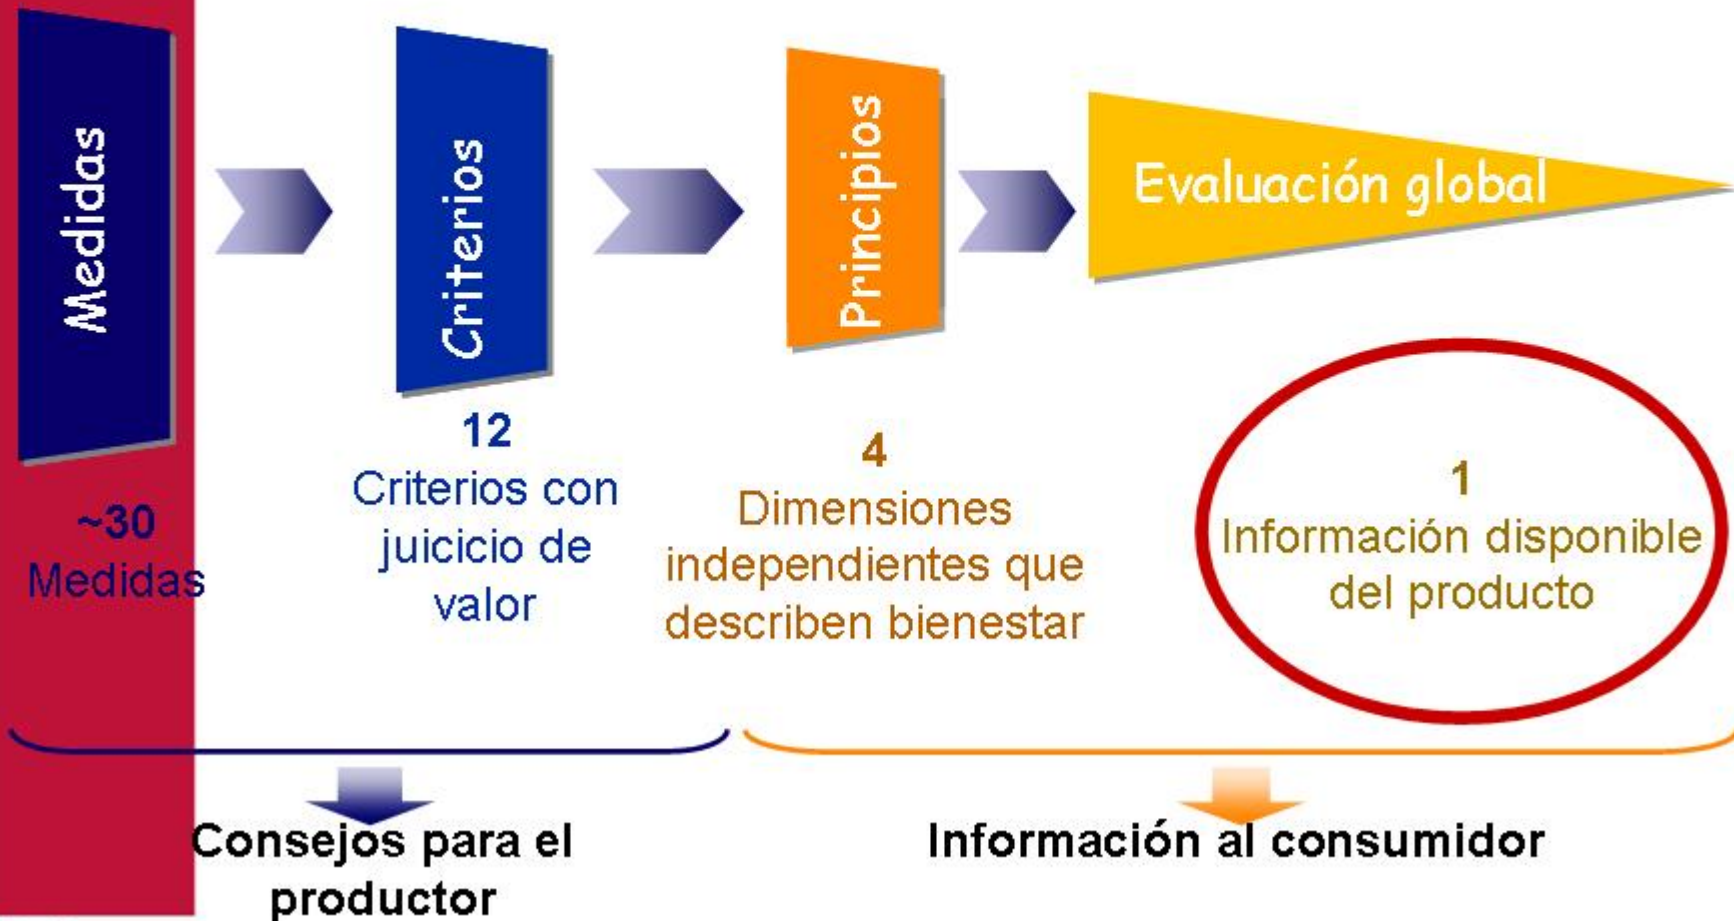 Medidas
Criterios
Principios
Evaluación global
~30
Medidas
12
Criterios con
juicicio de
valor
4
Dimensiones
independientes que
describen bienestar
1
Información disponible
del producto
Consejos para el
productor
Información al consumidor